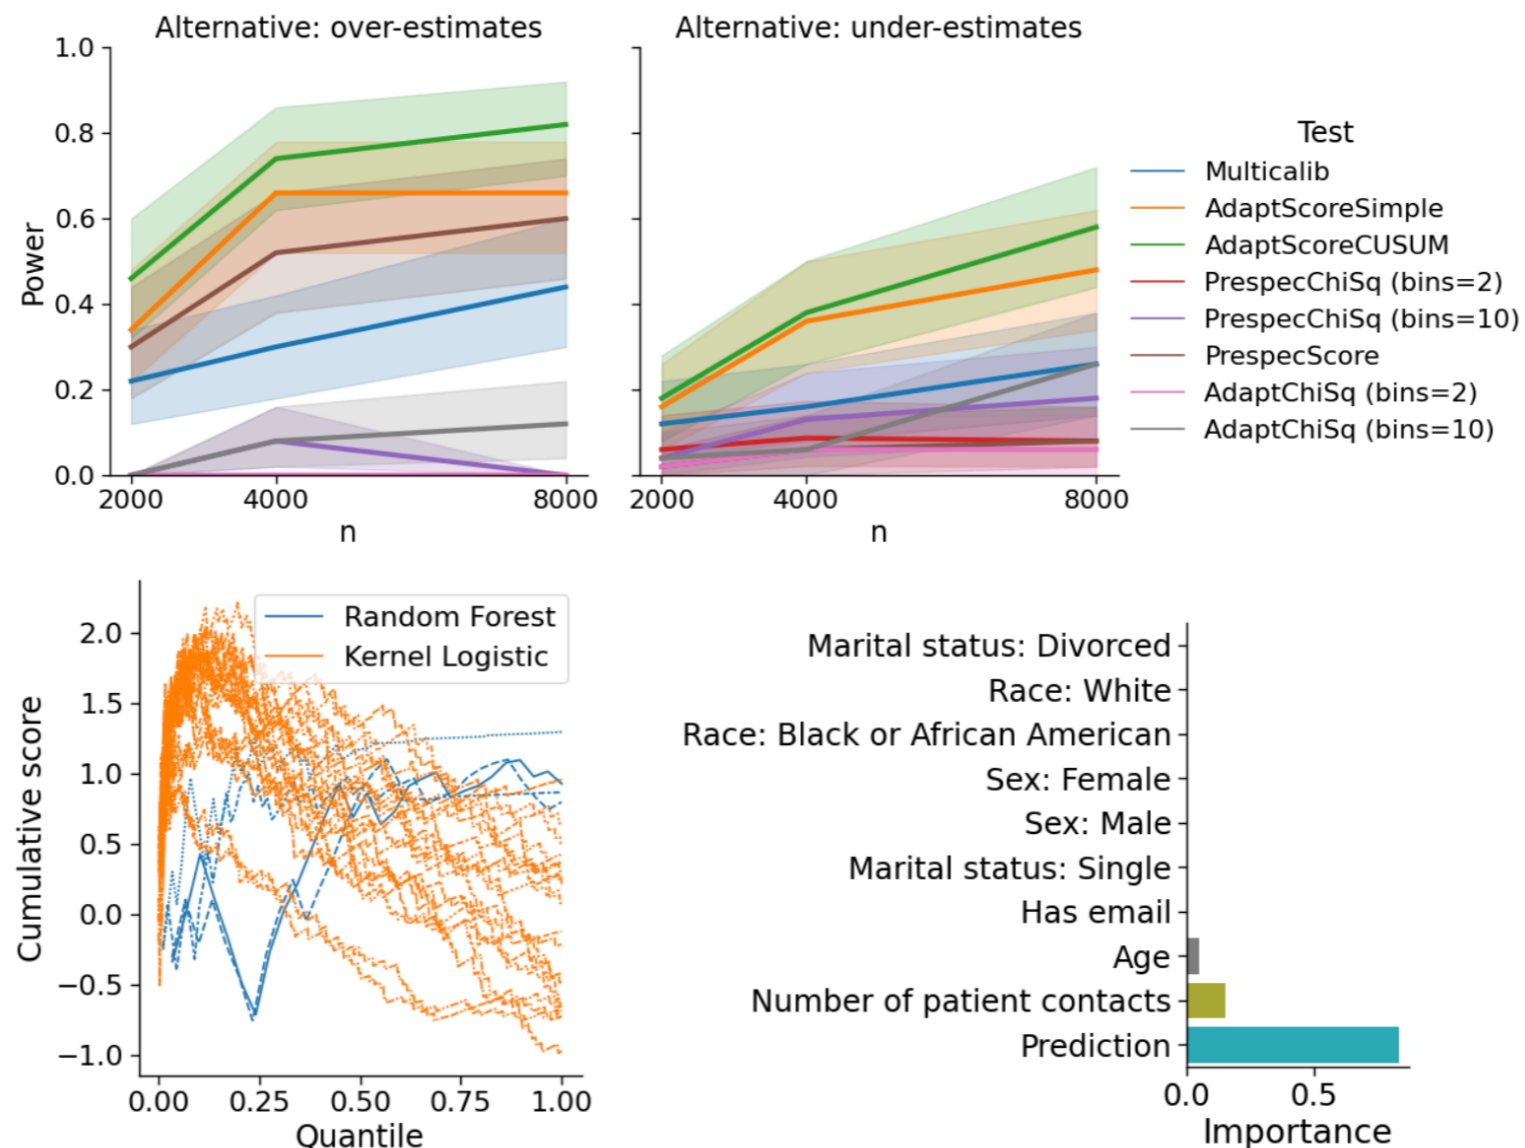 Alternative: over-estimates
Alternative: under-estimates
Power
1.0
0.8
0.6
0.4
0.2
0.0
2000 4000 8000
n
2000 4000 8000
n
Test
Multicalib
AdaptScoreSimple
AdaptScoreCUSUM
PrespecChiSq (bins=2)
PrespecChiSq (bins=10)
PrespecScore
AdaptChiSq (bins=2)
AdaptChiSq (bins=10)
Cumulative score
2.0
1.5
1.0
0.5
0.0
−0.5
−1.0
Random Forest
Kernel Logistic
0.00 0.25 0.50 0.75 1.00
Quantile
Marital status: Divorced
Race: White
Race: Black or African American
Sex: Female
Sex: Male
Marital status: Single
Has email
Age
Number of patient contacts
Prediction
0.0 0.5
Importance